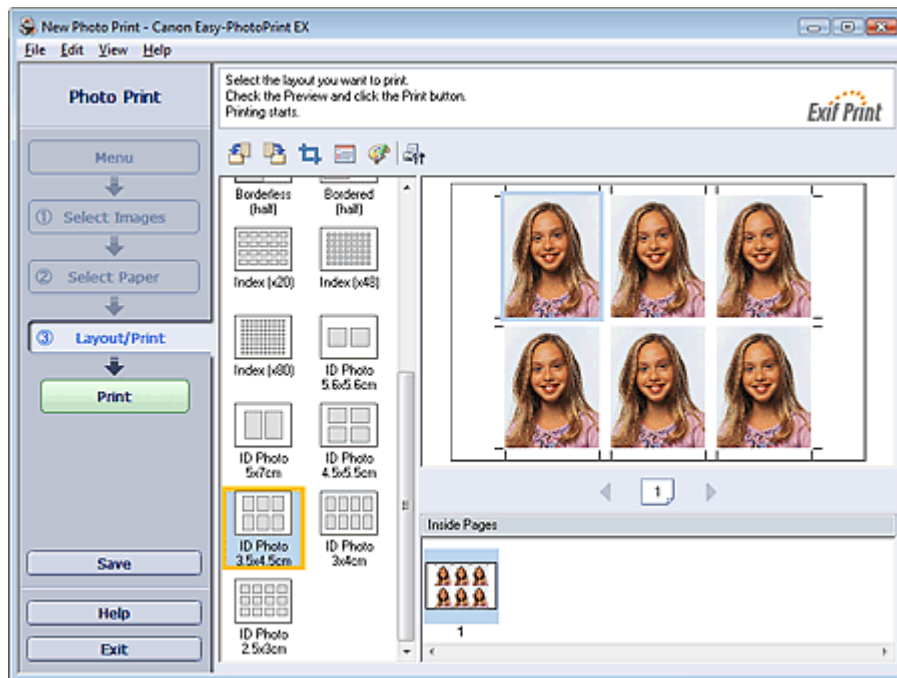 New Photo Print - Canon Easy-PhotoPrint EX
File Edit View Help
Photo Print
Menu
① Select Images
② Select Paper
③ Layout/Print
Print
Save
Help
Exit
Select the layout you want to print.
Check the Preview and click the Print button.
Printing starts.
Exif Print
Borderless
(half)
Bordered
(half)
Index (x20)
Index (x48)
Index (x80)
ID Photo
5.6x5.6cm
ID Photo
5x7cm
ID Photo
4.5x5.5cm
ID Photo
3.5x4.5cm
ID Photo
3x4cm
ID Photo
2.5x3cm
1
Inside Pages
1